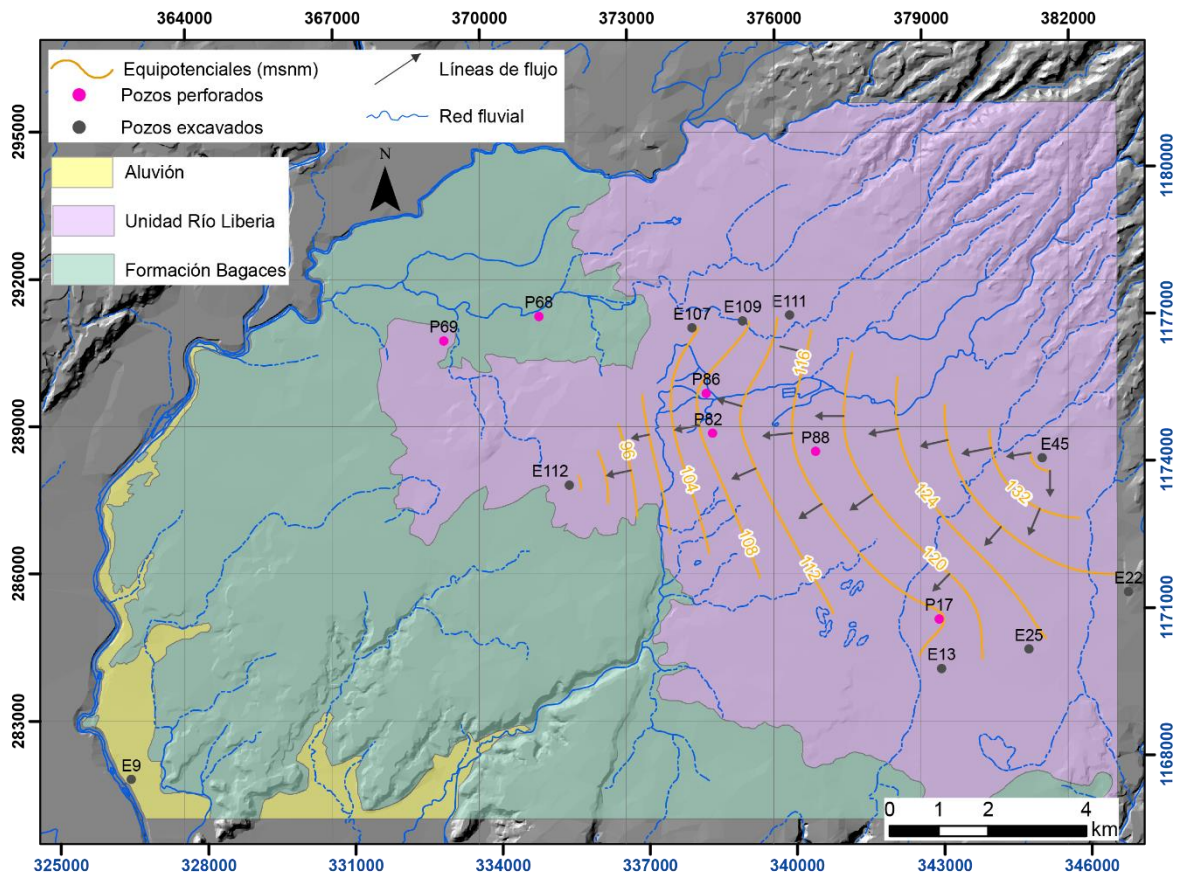 364000 367000 370000 373000 376000 379000 382000
Equipotenciales (msnm)
Pozos perforados
Pozos excavados
Líneas de flujo
Red fluvial
Aluvión
Unidad Río Liberia
Formación Bagaces
N
295000
292000
289000
286000
283000
1180000
1177000
1174000
1171000
1168000
P68
P69
E107
E109
E111
116
P86
P82
P88
E45
E112
96
104
124
132
108
112
120
E22
P17
E25
E13
E9
0 1 2 4
km
325000 328000 331000 334000 337000 340000 343000 346000